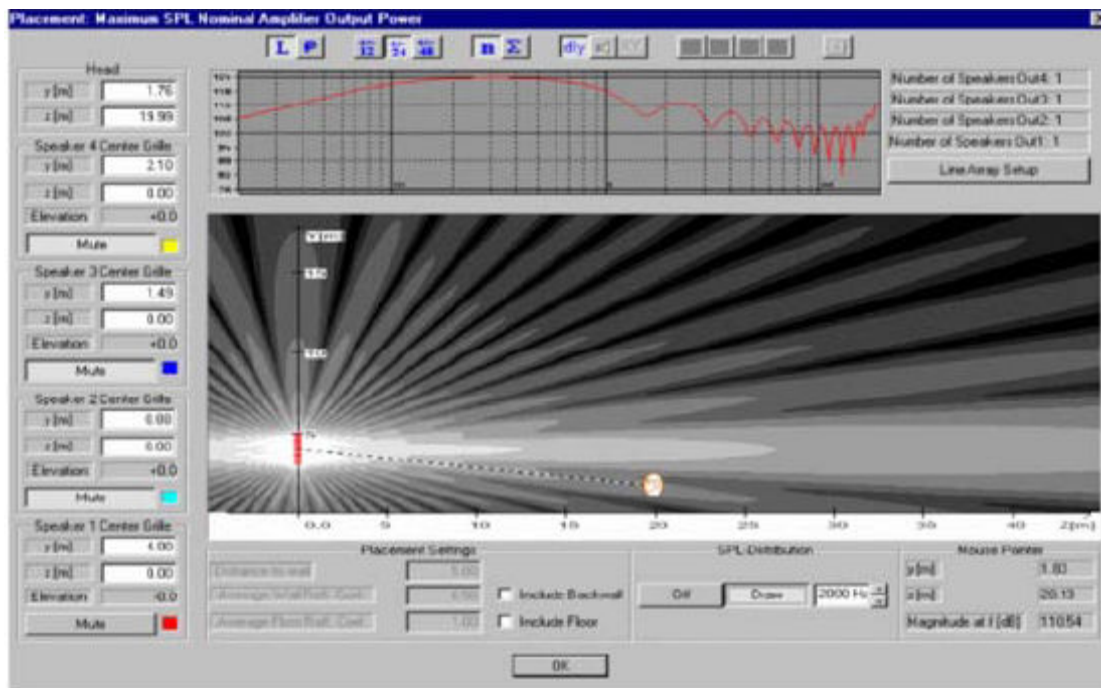 Placement: Maximum SPL Nominal Amplifier Output Power
L P 12 24 48 n Σ dly
Head
y [m] 1.76
z [m] 19.99
Speaker 4 Center Grille
y [m] 2.10
z [m] 0.00
Elevation +0.0
Mute
Speaker 3 Center Grille
y [m] 1.49
z [m] 0.00
Elevation +0.0
Mute
Speaker 2 Center Grille
y [m]
z [m] 0.00
Elevation +0.0
Mute
Speaker 1 Center Grille
y [m]
z [m] 0.00
Elevation
Mute
Number of Speakers Out4: 1
Number of Speakers Out3: 1
Number of Speakers Out2: 1
Number of Speakers Out1: 1
Line Array Setup
0.0 5 10 15 20 25 30 35 40 Z[m]
Placement Settings
Distance to wall
Average Wall Refl. Coef.
Average Floor Refl. Coef. 1.00
Include Backwall
Include Floor
SPL-Distribution
Off Draw 2000 Hz
Mouse Pointer
y [m] 1.83
z [m] 20.13
Magnitude at f [dB] 110.54
OK